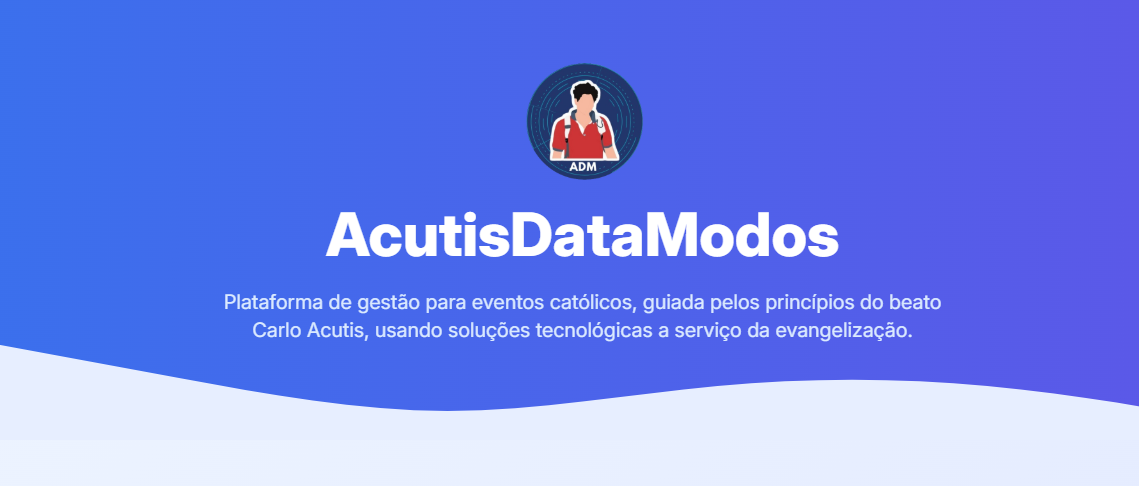 ADM
AcutisDataModos
Plataforma de gestão para eventos católicos, guiada pelos princípios do beato
Carlo Acutis, usando soluções tecnológicas a serviço da evangelização.